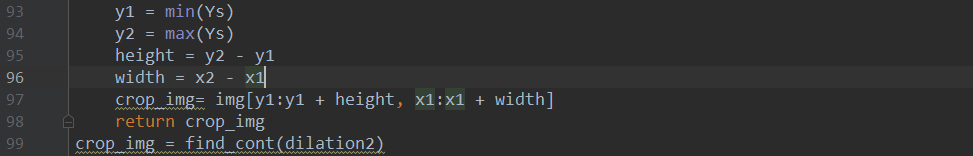 93 y1 = min(Ys)
94 y2 = max(Ys)
95 height = y2 - y1
96 width = x2 - x1
97 crop_img= img[y1:y1 + height, x1:x1 + width]
98 return crop_img
99 crop_img = find_cont(dilation2)